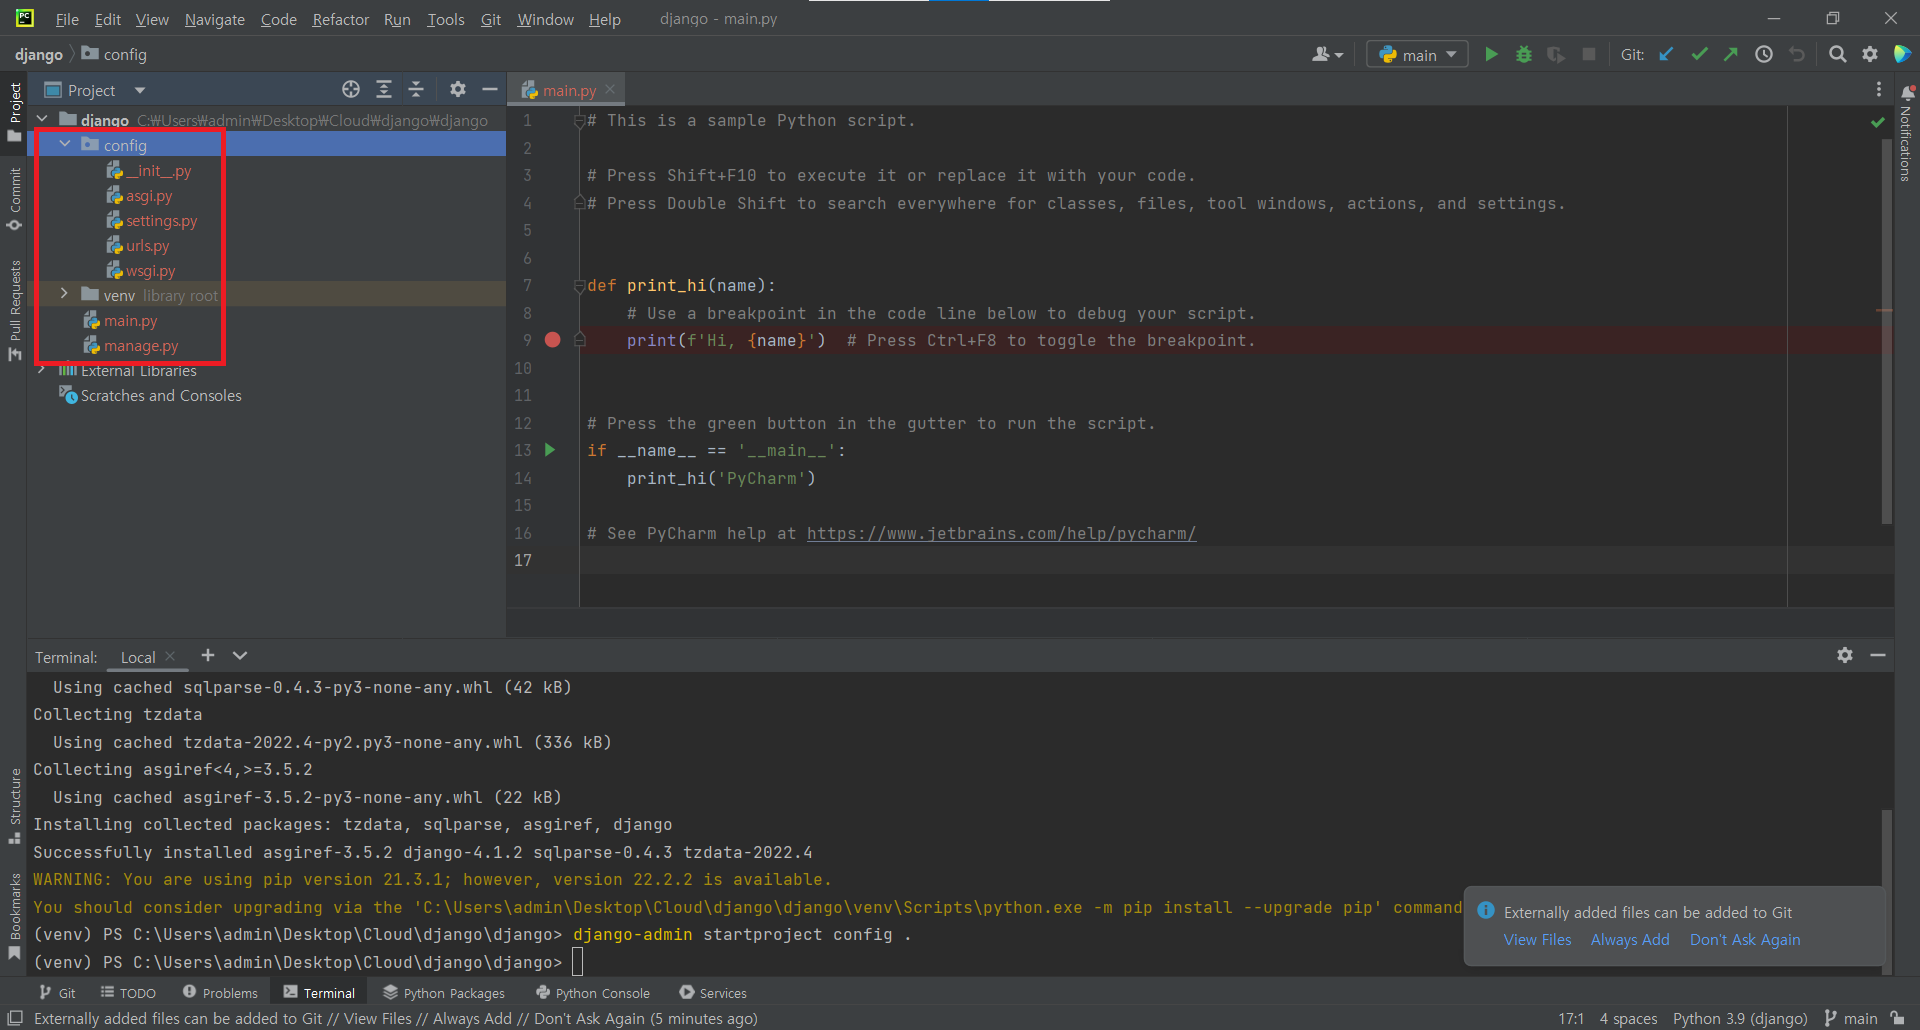 File Edit View Navigate Code Refactor Run Tools Git Window Help django - main.py
django config main Git:
Project
main.py
django C:₩Users₩admin₩Desktop₩Cloud₩django₩django
config
__init__.py
asgi.py
settings.py
urls.py
wsgi.py
venv library root
main.py
manage.py
External Libraries
Scratches and Consoles
1 # This is a sample Python script.
2
3 # Press Shift+F10 to execute it or replace it with your code.
4 # Press Double Shift to search everywhere for classes, files, tool windows, actions, and settings.
5
6
7 def print_hi(name):
8 # Use a breakpoint in the code line below to debug your script.
9 print(f'Hi, {name}') # Press Ctrl+F8 to toggle the breakpoint.
10
11
12 # Press the green button in the gutter to run the script.
13 if __name__ == '__main__':
14 print_hi('PyCharm')
15
16 # See PyCharm help at https://www.jetbrains.com/help/pycharm/
17
Project
Commit
Pull Requests
Structure
Bookmarks
Notifications
Terminal: Local
Using cached sqlparse-0.4.3-py3-none-any.whl (42 kB)
Collecting tzdata
Using cached tzdata-2022.4-py2.py3-none-any.whl (336 kB)
Collecting asgiref<4,>=3.5.2
Using cached asgiref-3.5.2-py3-none-any.whl (22 kB)
Installing collected packages: tzdata, sqlparse, asgiref, django
Successfully installed asgiref-3.5.2 django-4.1.2 sqlparse-0.4.3 tzdata-2022.4
WARNING: You are using pip version 21.3.1; however, version 22.2.2 is available.
You should consider upgrading via the 'C:\Users\admin\Desktop\Cloud\django\django\venv\Scripts\python.exe -m pip install --upgrade pip' command
(venv) PS C:\Users\admin\Desktop\Cloud\django\django> django-admin startproject config .
(venv) PS C:\Users\admin\Desktop\Cloud\django\django>
Externally added files can be added to Git
View Files Always Add Don't Ask Again
Git TODO Problems Terminal Python Packages Python Console Services
Externally added files can be added to Git // View Files // Always Add // Don't Ask Again (5 minutes ago) 17:1 4 spaces Python 3.9 (django) main